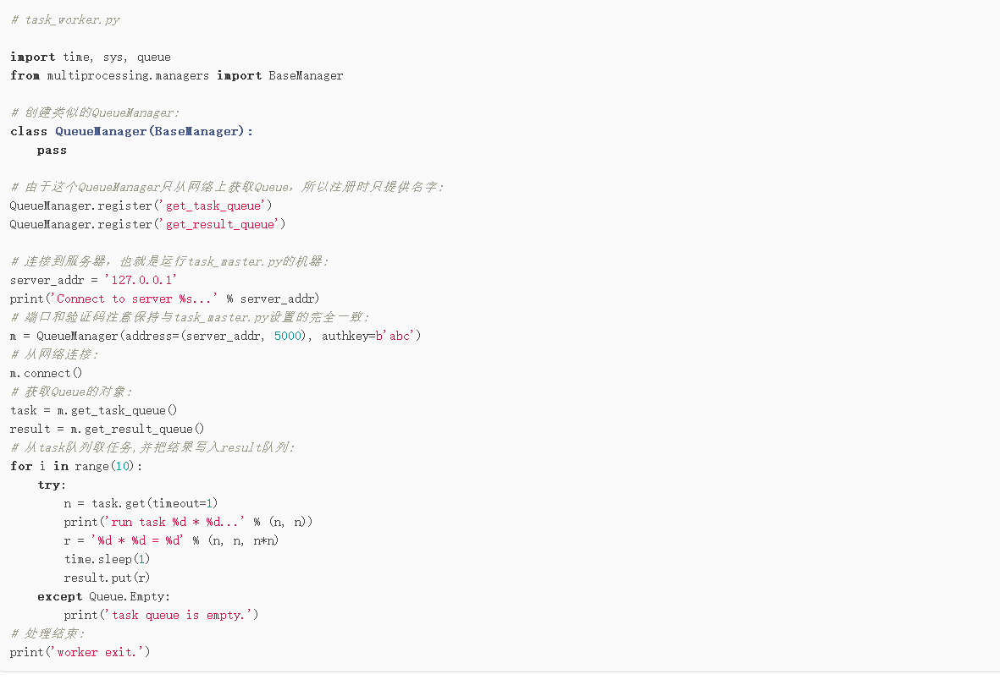 # task_worker.py
import time, sys, queue
from multiprocessing.managers import BaseManager
# 创建类似的QueueManager:
class QueueManager(BaseManager):
    pass
# 由于这个QueueManager只从网络上获取Queue，所以注册时只提供名字:
QueueManager.register('get_task_queue')
QueueManager.register('get_result_queue')
# 连接到服务器，也就是运行task_master.py的机器:
server_addr = '127.0.0.1'
print('Connect to server %s...' % server_addr)
# 端口和验证码注意保持与task_master.py设置的完全一致:
m = QueueManager(address=(server_addr, 5000), authkey=b'abc')
# 从网络连接:
m.connect()
# 获取Queue的对象:
task = m.get_task_queue()
result = m.get_result_queue()
# 从task队列取任务,并把结果写入result队列:
for i in range(10):
    try:
        n = task.get(timeout=1)
        print('run task %d * %d...' % (n, n))
        r = '%d * %d = %d' % (n, n, n*n)
        time.sleep(1)
        result.put(r)
    except Queue.Empty:
        print('task queue is empty.')
# 处理结束:
print('worker exit.')